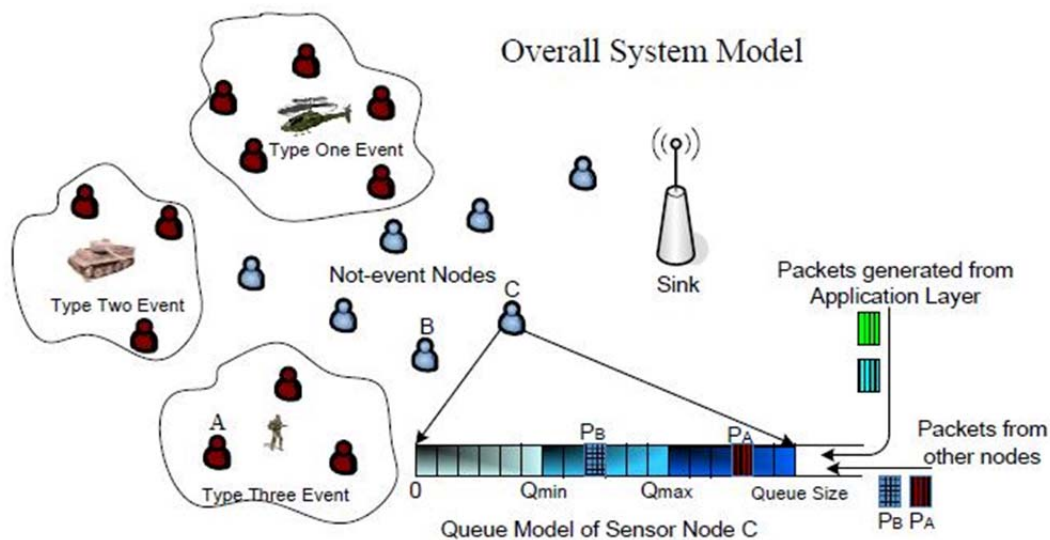 Overall System Model
Type One Event
Type Two Event
Not-event Nodes
Sink
Packets generated from
Application Layer
C
B
A
Type Three Event
PB
PA
Packets from
other nodes
0
Qmin
Qmax
Queue Size
PB
PA
Queue Model of Sensor Node C